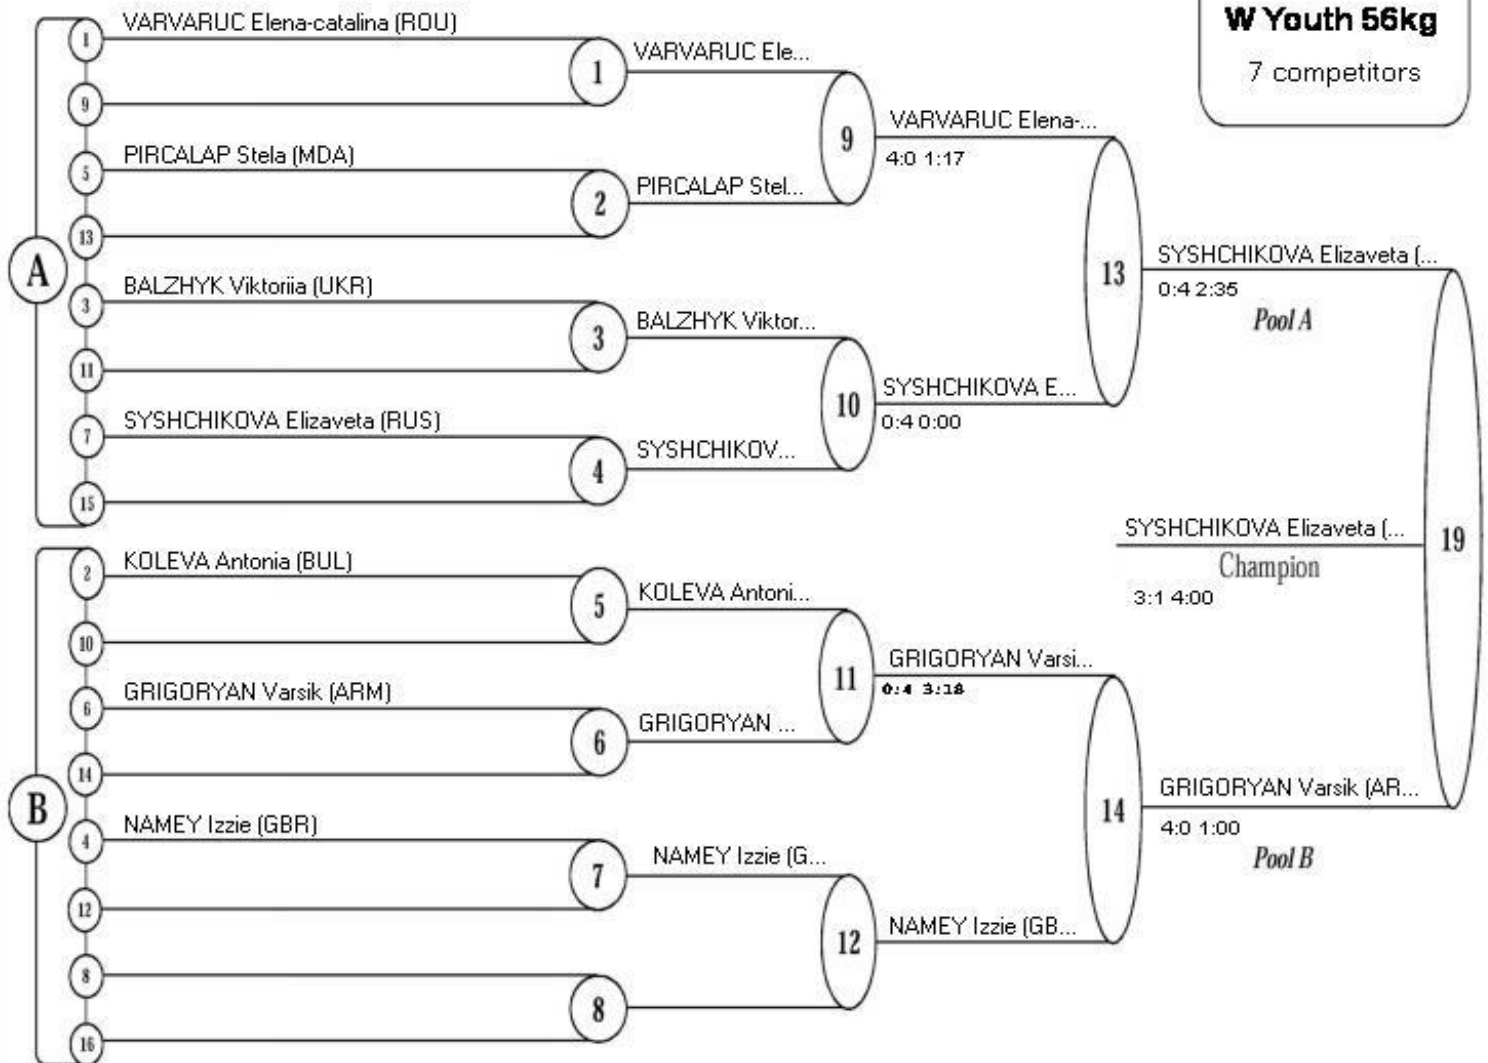 W Youth 56kg
7 competitors
A
1
VARVARUC Elena-catalina (ROU)
9
5
PIRCALAP Stela (MDA)
13
3
BALZHYK Viktoriia (UKR)
11
7
SYSHCHIKOVA Elizaveta (RUS)
15
B
2
KOLEVA Antonia (BUL)
10
6
GRIGORYAN Varsik (ARM)
14
4
NAMEY Izzie (GBR)
12
8
16
1
VARVARUC Ele...
2
PIRCALAP Stel...
3
BALZHYK Viktor...
4
SYSHCHIKOV...
5
KOLEVA Antoni...
6
GRIGORYAN ...
7
NAMEY Izzie (G...
8
9
VARVARUC Elena-...
4:0 1:17
10
SYSHCHIKOVA E...
0:4 0:00
11
GRIGORYAN Varsi...
0:4 3:18
12
NAMEY Izzie (GB...
13
SYSHCHIKOVA Elizaveta (...
0:4 2:35
Pool A
14
GRIGORYAN Varsik (AR...
4:0 1:00
Pool B
SYSHCHIKOVA Elizaveta (...
Champion
3:1 4:00
19